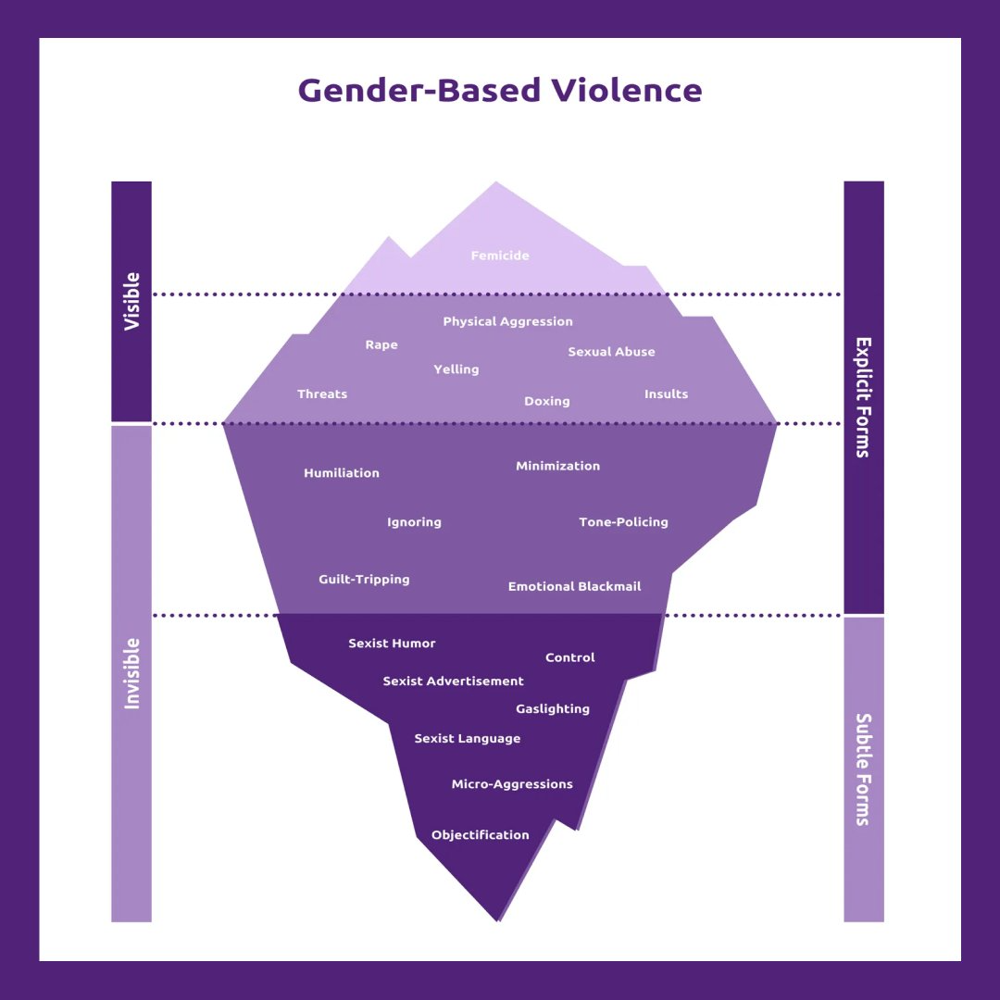 Gender-Based Violence
Visible
Femicide
Explicit Forms
Physical Aggression
Rape
Sexual Abuse
Yelling
Threats
Insults
Doxing
Invisible
Humiliation
Minimization
Ignoring
Tone-Policing
Guilt-Tripping
Emotional Blackmail
Subtle Forms
Sexist Humor
Control
Sexist Advertisement
Gaslighting
Sexist Language
Micro-Aggressions
Objectification